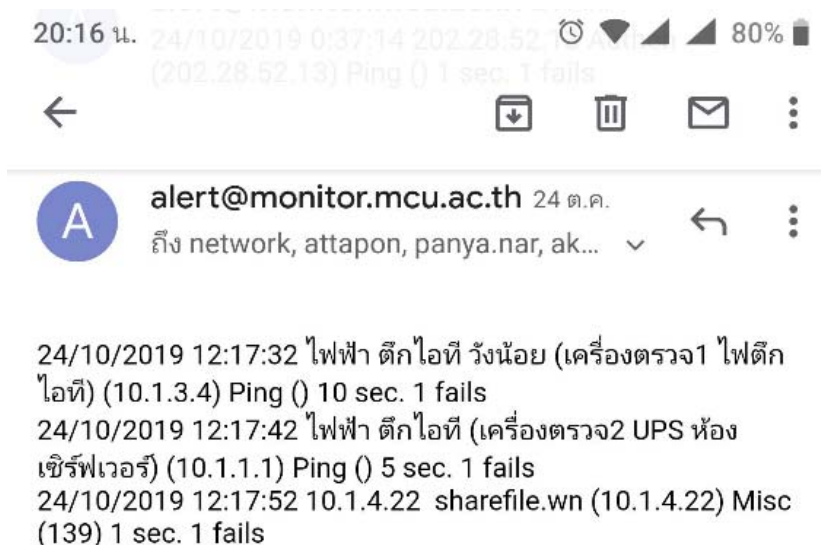 20:16 น. 80%
24/10/2019 0:37:14 202.28.52.13 Authen
(202.28.52.13) Ping () 1 sec. 1 fails
A
alert@monitor.mcu.ac.th 24 ต.ค.
ถึง network, attapon, panya.nar, ak...
24/10/2019 12:17:32 ไฟฟ้า ตึกไอที วังน้อย (เครื่องตรวจ1 ไฟตึก
ไอที) (10.1.3.4) Ping () 10 sec. 1 fails
24/10/2019 12:17:42 ไฟฟ้า ตึกไอที (เครื่องตรวจ2 UPS ห้อง
เซิร์ฟเวอร์) (10.1.1.1) Ping () 5 sec. 1 fails
24/10/2019 12:17:52 10.1.4.22 sharefile.wn (10.1.4.22) Misc
(139) 1 sec. 1 fails